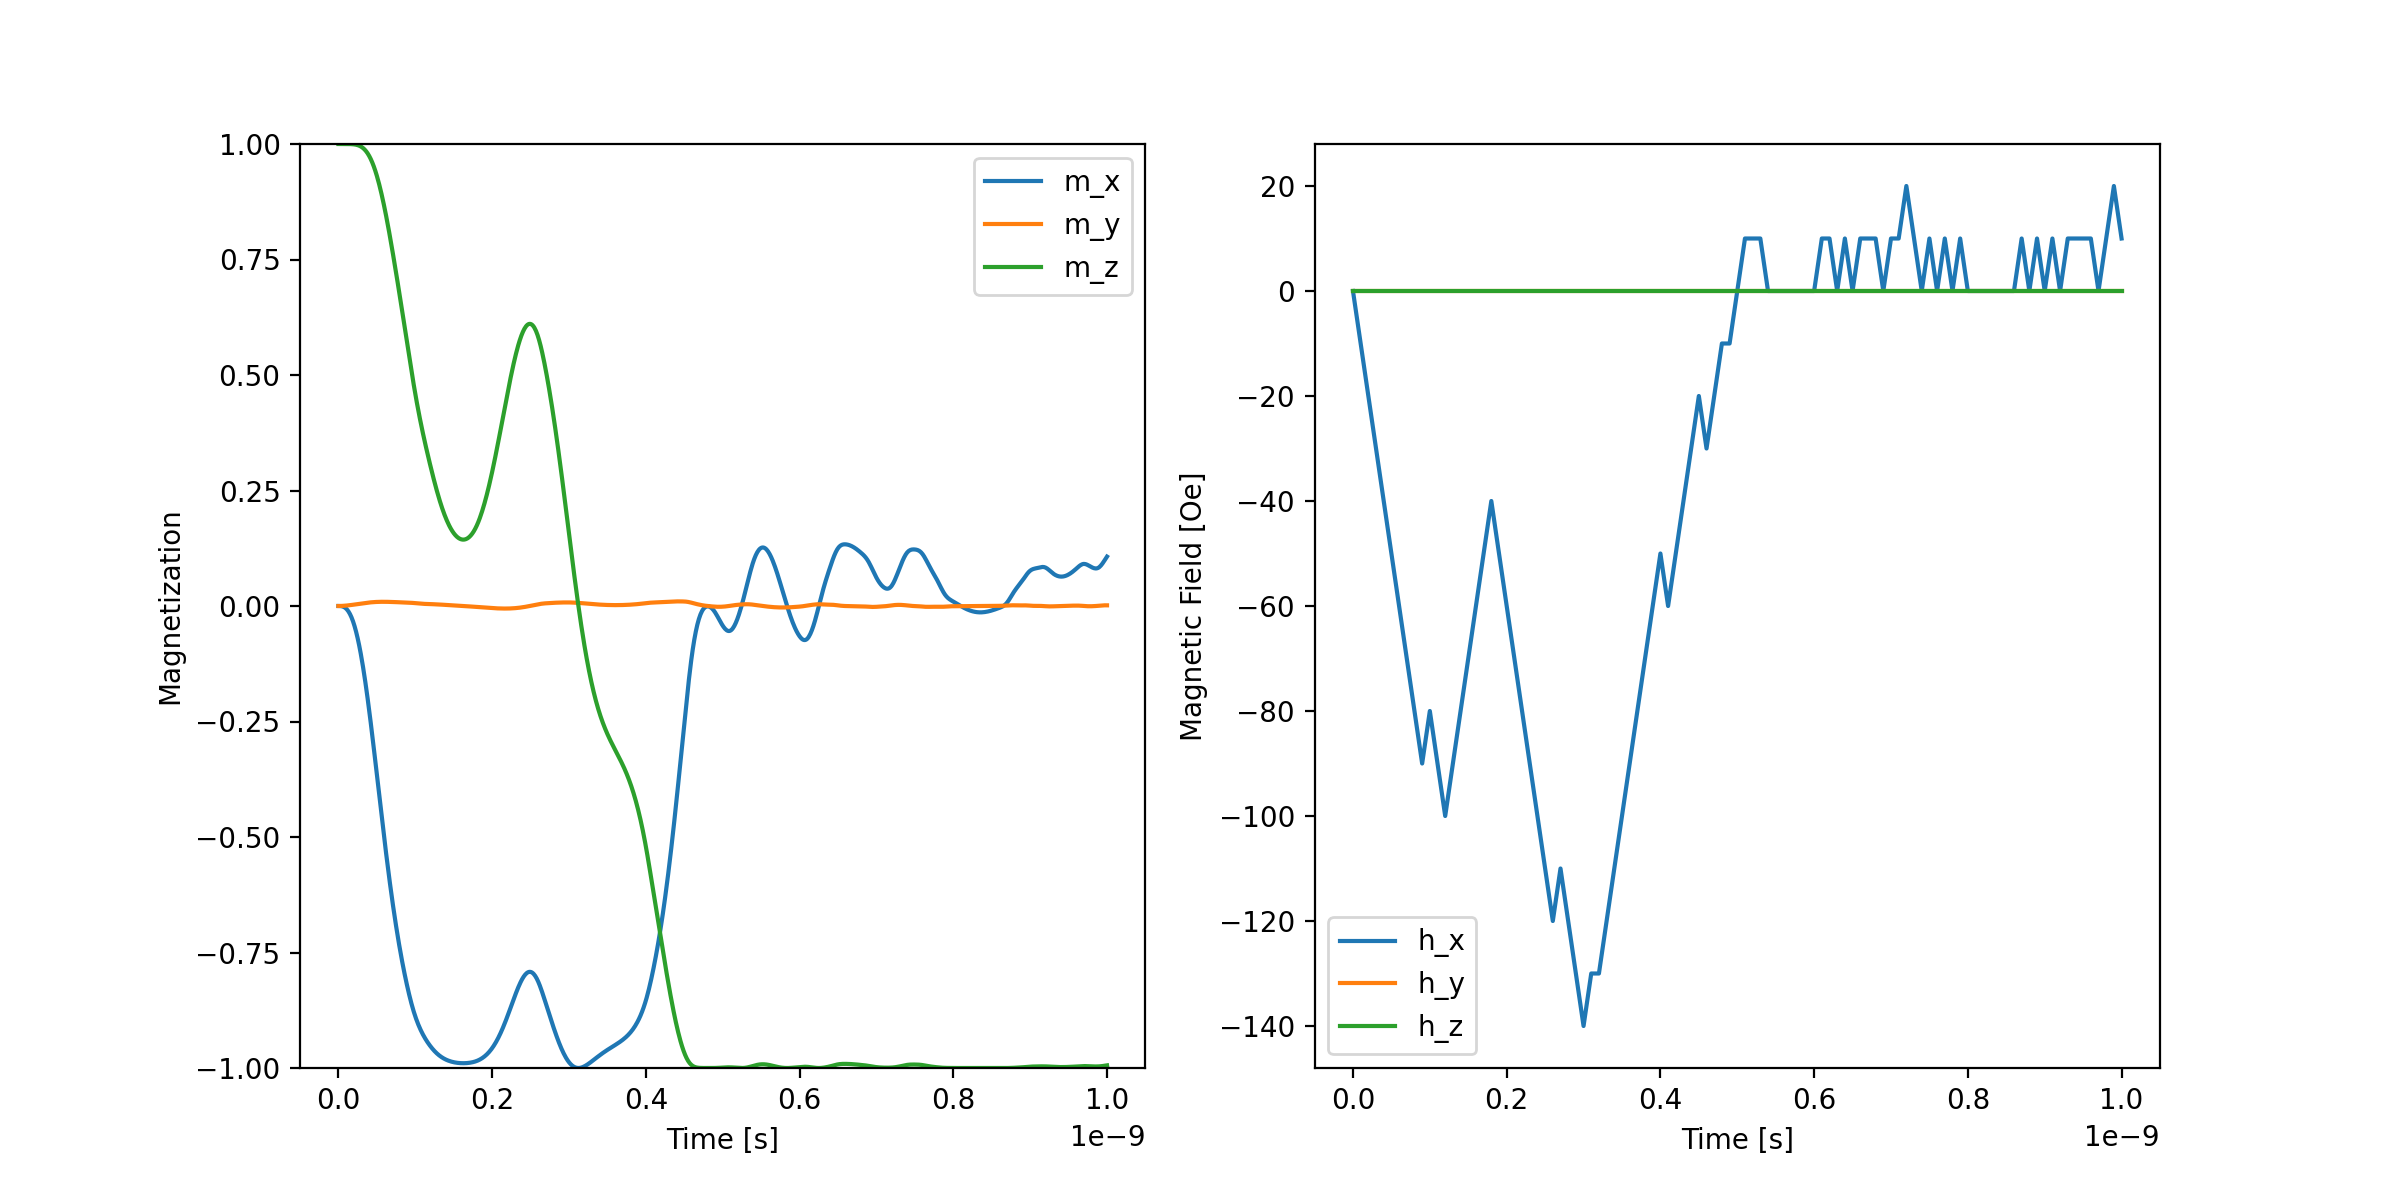 1.00
0.75
0.50
0.25
0.00
−0.25
−0.50
−0.75
−1.00
Magnetization
0.0 0.2 0.4 0.6 0.8 1.0
Time [s]
1e−9
m_x
m_y
m_z
20
0
−20
−40
−60
−80
−100
−120
−140
Magnetic Field [Oe]
h_x
h_y
h_z
0.0 0.2 0.4 0.6 0.8 1.0
Time [s]
1e−9